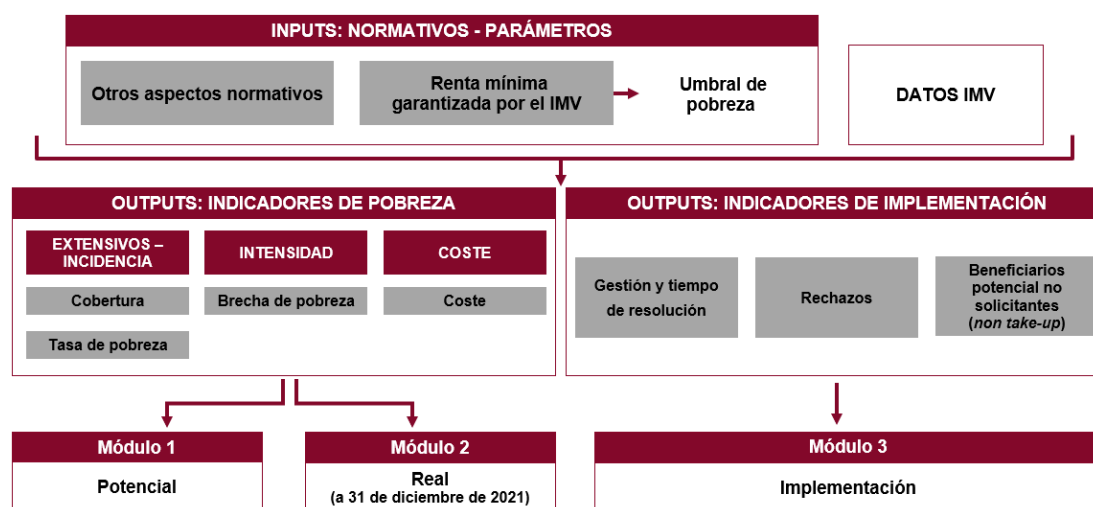 INPUTS: NORMATIVOS - PARÁMETROS
Otros aspectos normativos
Renta mínima
garantizada por el IMV
Umbral de
pobreza
DATOS IMV
OUTPUTS: INDICADORES DE POBREZA
EXTENSIVOS –
INCIDENCIA
INTENSIDAD
COSTE
Cobertura
Brecha de pobreza
Coste
Tasa de pobreza
OUTPUTS: INDICADORES DE IMPLEMENTACIÓN
Gestión y tiempo
de resolución
Rechazos
Beneficiarios
potencial no
solicitantes
(non take-up)
Módulo 1
Potencial
Módulo 2
Real
(a 31 de diciembre de 2021)
Módulo 3
Implementación